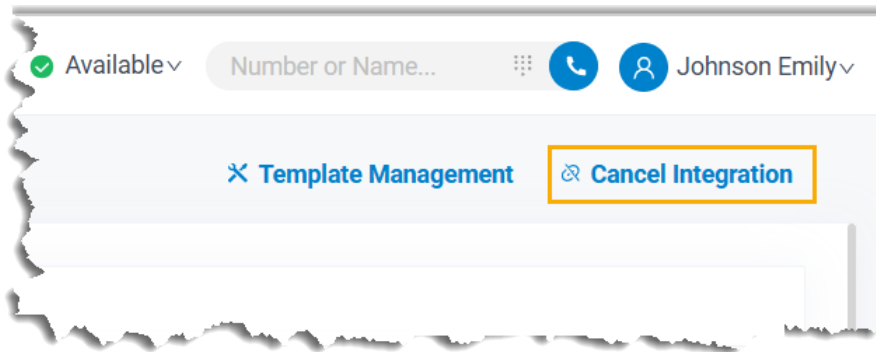 Available Number or Name... Johnson Emily
Template Management Cancel Integration